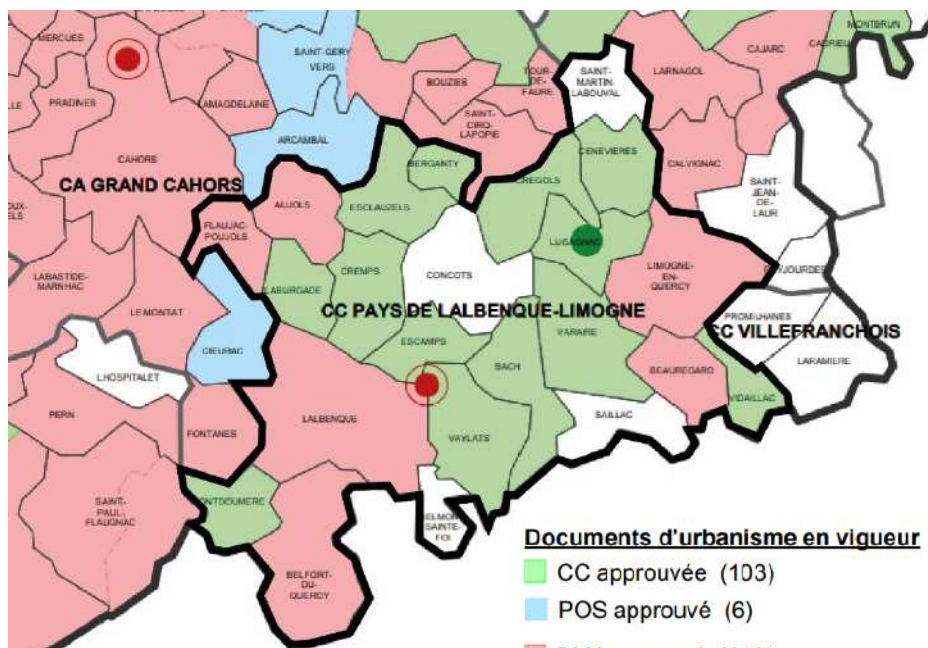 MONTBRUN
MERCUES
SAINT-GERY
VERS
CAJARC
CADRIEU
BOUZIES
TOUR-
DE-
FAURE
SAINT-
MARTIN
LABOUVAL
LARNAGOL
PRADINES
LAMAGDELAINE
SAINT-
CIRQ-
LAPOPIE
ARCAMBAL
CENEVIERES
CAHORS
BERGANTY
CALVIGNAC
CA GRAND CAHORS
CREGOLS
SAINT-
JEAN-
DE-
LAUR
AUJOLS
ESCLAUZELS
FLAUJAC-
POUJOLS
LUGAGNAC
LABASTIDE-
MARNHAC
CREMPS
CONCOTS
LIMOGNE-
EN-
QUERCY
PUYJOURDES
LABURGADE
LE MONTAT
CC PAYS DE LALBENQUE-LIMOGNE
PROMILHANES
CC VILLEFRANCHOIS
CIEURAC
ESCAMPS
VARAIRE
LARAMIERE
LHOSPITALET
BACH
BEAUREGARD
VIDAILLAC
PERN
LALBENQUE
SAILLAC
FONTANES
VAYLATS
SAINT-
PAUL-
FLAUGNAC
MONTDOUMERC
BELMONT
SAINTE-
FOI
Documents d'urbanisme en vigueur
CC approuvée (103)
BELFORT-
DU-
QUERCY
POS approuvé (6)